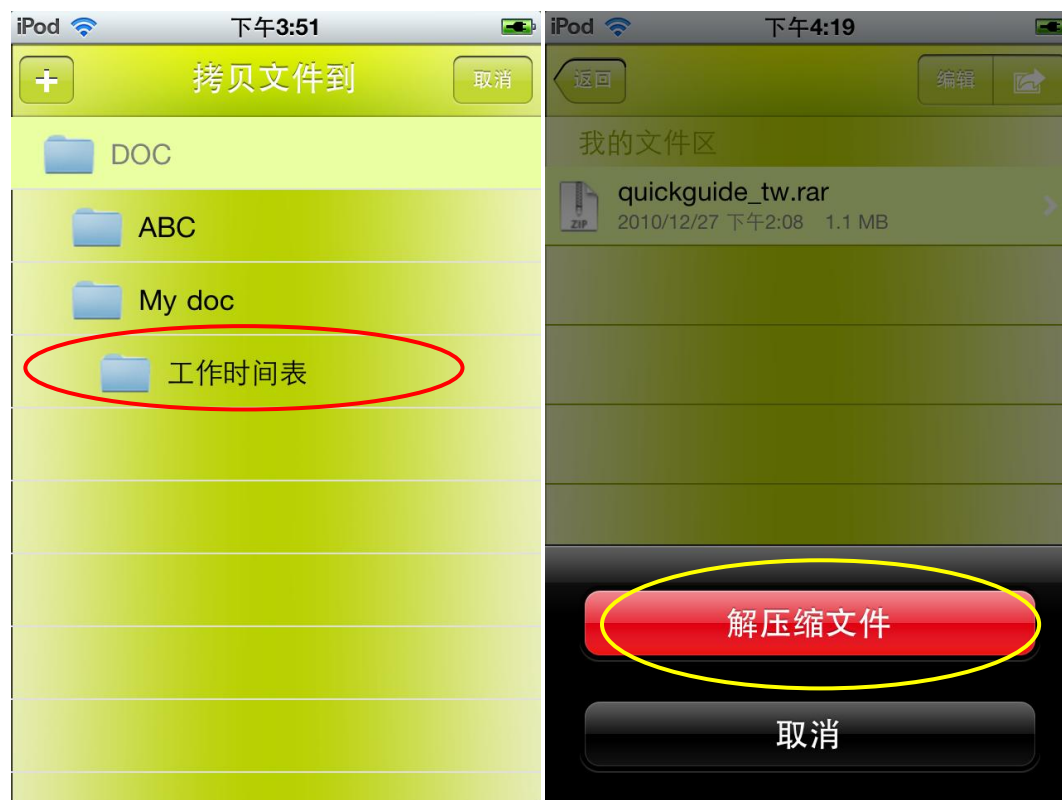 iPod 下午3:51
+ 拷贝文件到 取消
DOC
ABC
My doc
工作时间表
iPod 下午4:19
返回 编辑
我的文件区
quickguide_tw.rar
ZIP 2010/12/27 下午2:08 1.1 MB
解压缩文件
取消